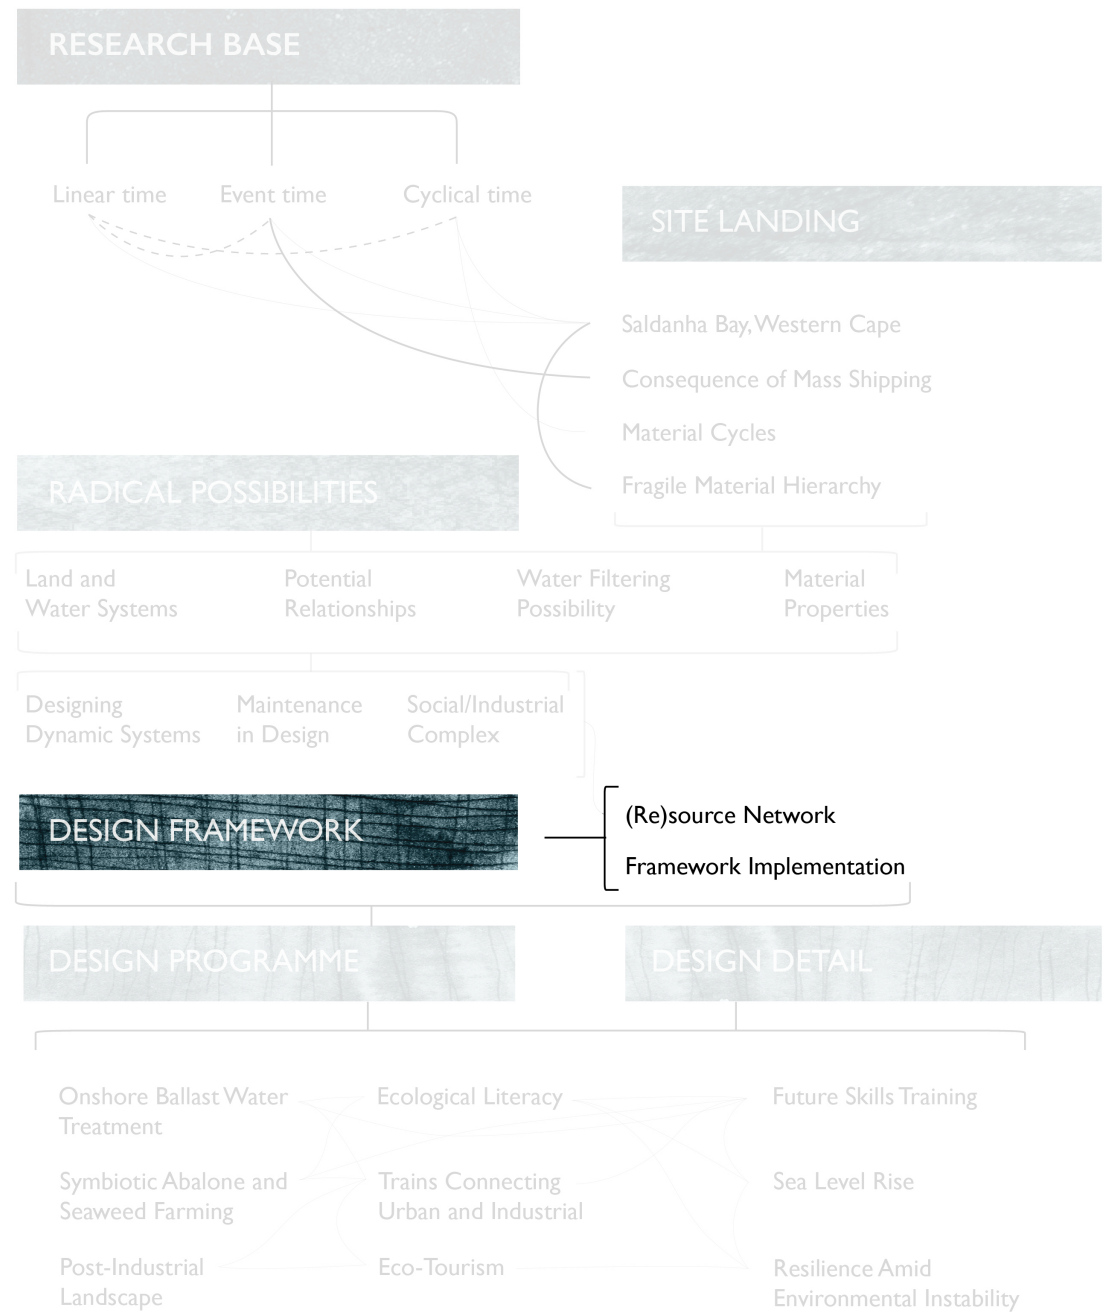 RESEARCH BASE
Linear time
Event time
Cyclical time
SITE LANDING
Saldanha Bay, Western Cape
Consequence of Mass Shipping
Material Cycles
Fragile Material Hierarchy
RADICAL POSSIBILITIES
Land and
Water Systems
Potential
Relationships
Water Filtering
Possibility
Material
Properties
Designing
Dynamic Systems
Maintenance
in Design
Social/Industrial
Complex
DESIGN FRAMEWORK
(Re)source Network
Framework Implementation
DESIGN PROGRAMME
DESIGN DETAIL
Onshore Ballast Water
Treatment
Ecological Literacy
Future Skills Training
Symbiotic Abalone and
Seaweed Farming
Trains Connecting
Urban and Industrial
Sea Level Rise
Post-Industrial
Landscape
Eco-Tourism
Resilience Amid
Environmental Instability